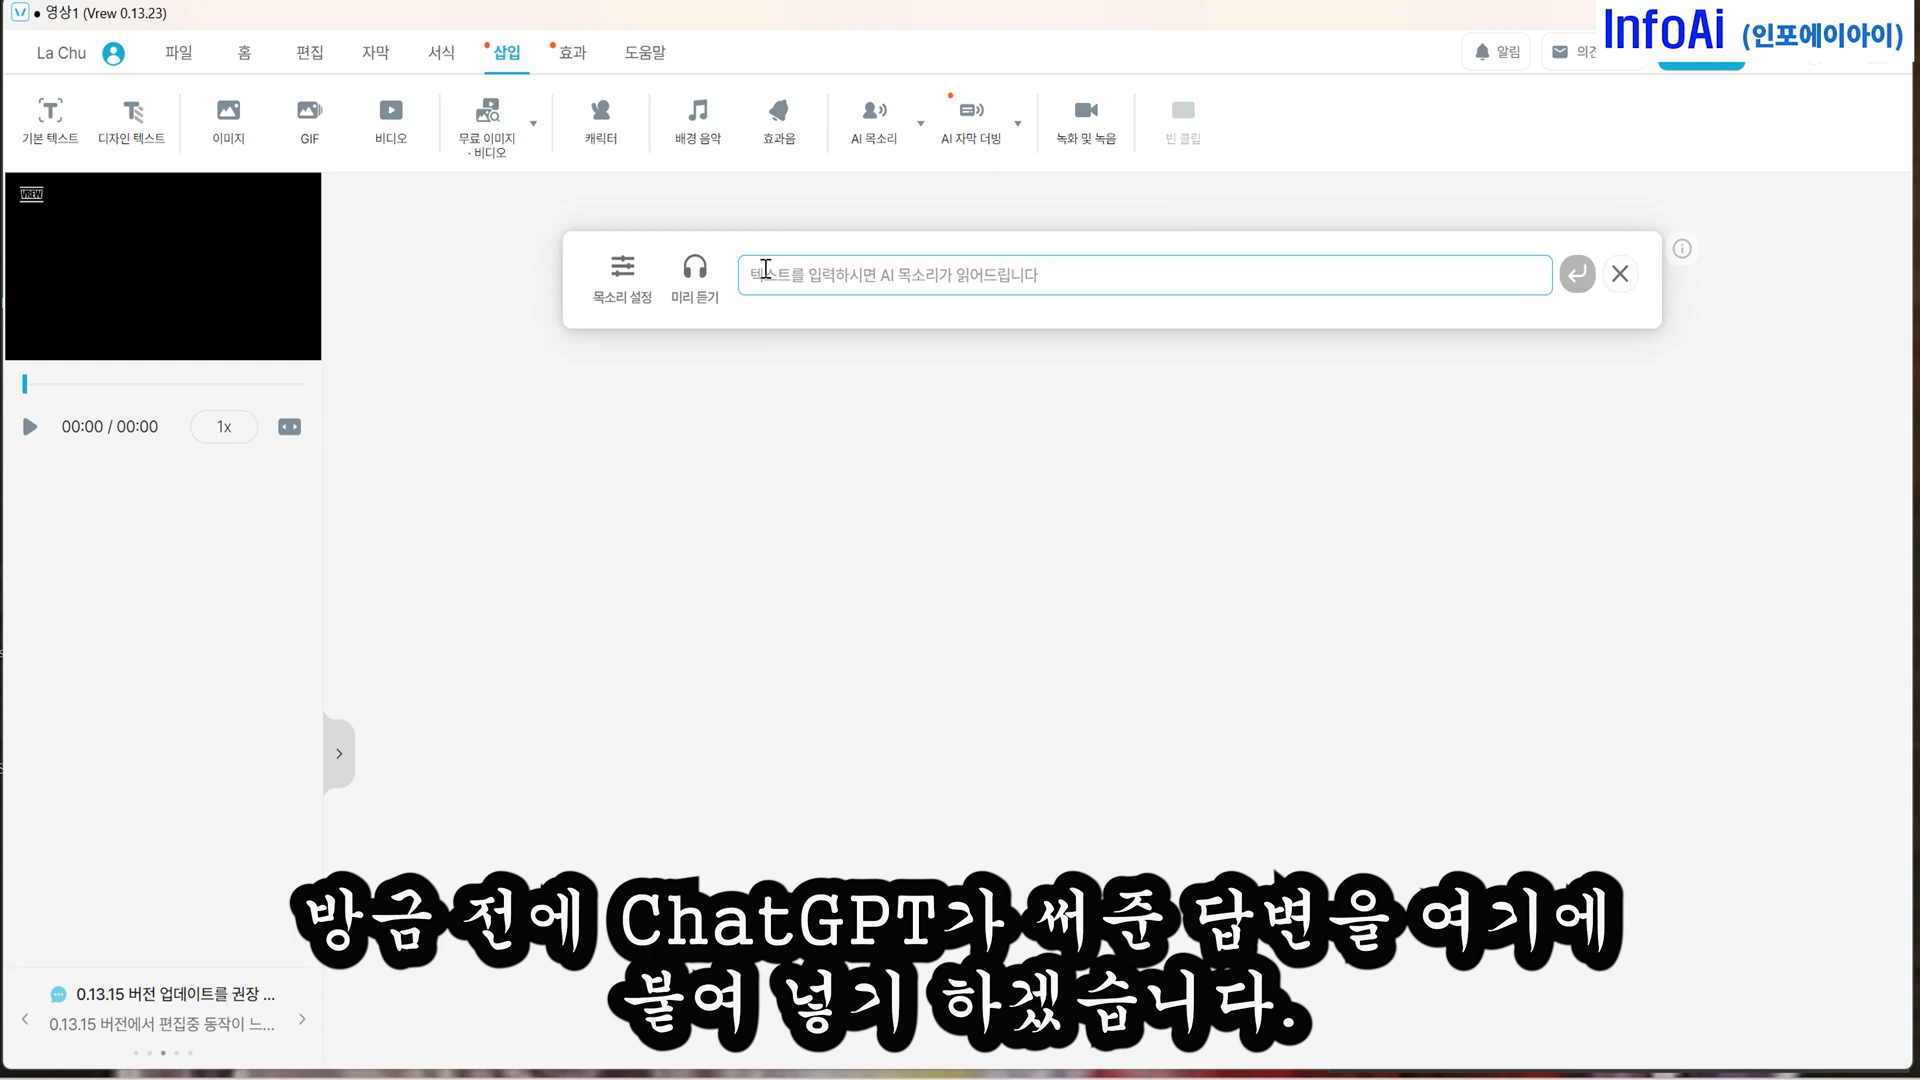 영상1 (Vrew 0.13.23)
InfoAi (인포에이아이)
La Chu 파일 홈 편집 자막 서식 삽입 효과 도움말 알림
기본 텍스트 디자인 텍스트 이미지 GIF 비디오 무료 이미지 캐릭터 배경 음악 효과음 AI 목소리 AI 자막 더빙 녹화 및 녹음 빈 클립
· 비디오
VREW
텍스트를 입력하시면 AI 목소리가 읽어드립니다
목소리 설정 미리 듣기
00:00 / 00:00 1x
방금 전에 ChatGPT가 써준 답변을 여기에
붙여 넣기 하겠습니다.
0.13.15 버전 업데이트를 권장 ...
0.13.15 버전에서 편집중 동작이 느...